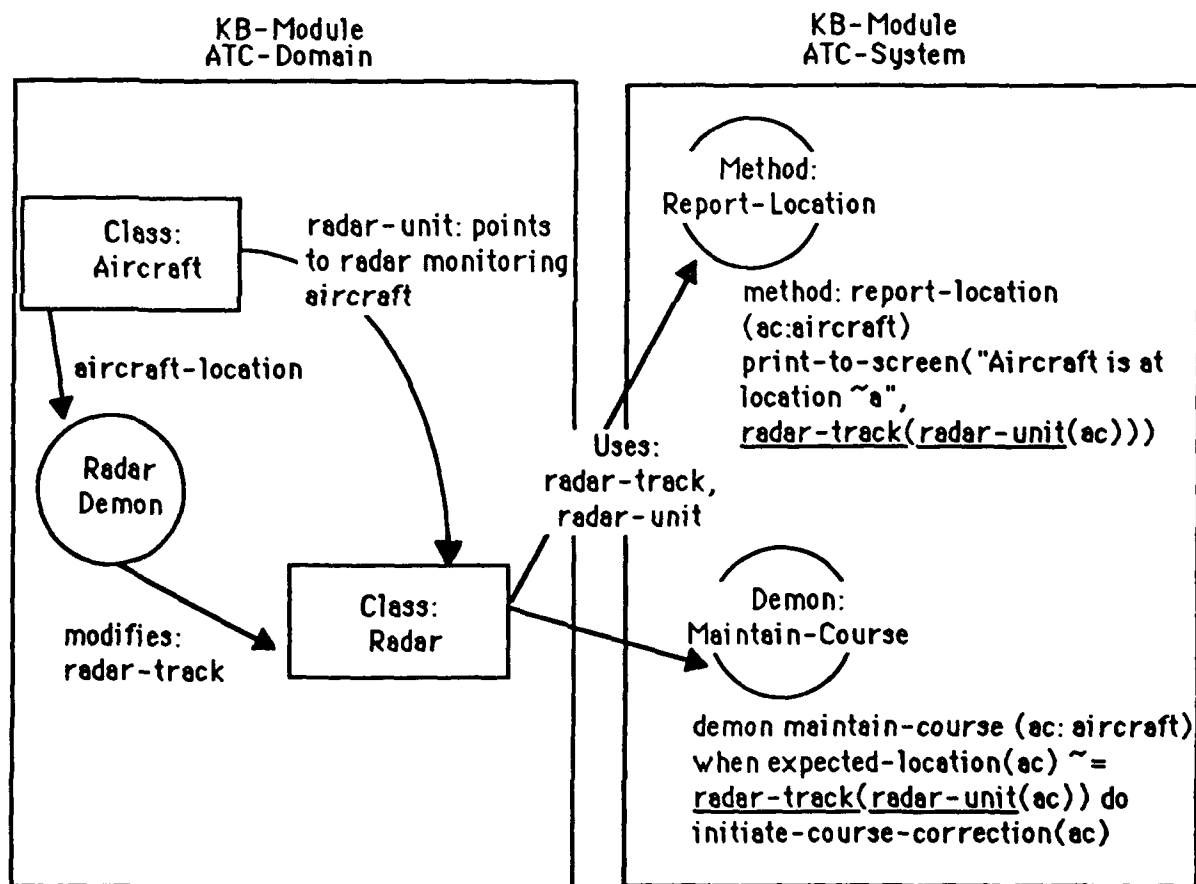 KB-Module
ATC-Domain
KB-Module
ATC-System
Class:
Aircraft
radar-unit: points
to radar monitoring
aircraft
aircraft-location
Radar
Demon
modifies:
radar-track
Class:
Radar
Uses:
radar-track,
radar-unit
Method:
Report-Location
method: report-location
(ac:aircraft)
print-to-screen("Aircraft is at
location ~a",
radar-track(radar-unit(ac)))
Demon:
Maintain-Course
demon maintain-course (ac: aircraft)
when expected-location(ac) ~=
radar-track(radar-unit(ac)) do
initiate-course-correction(ac)